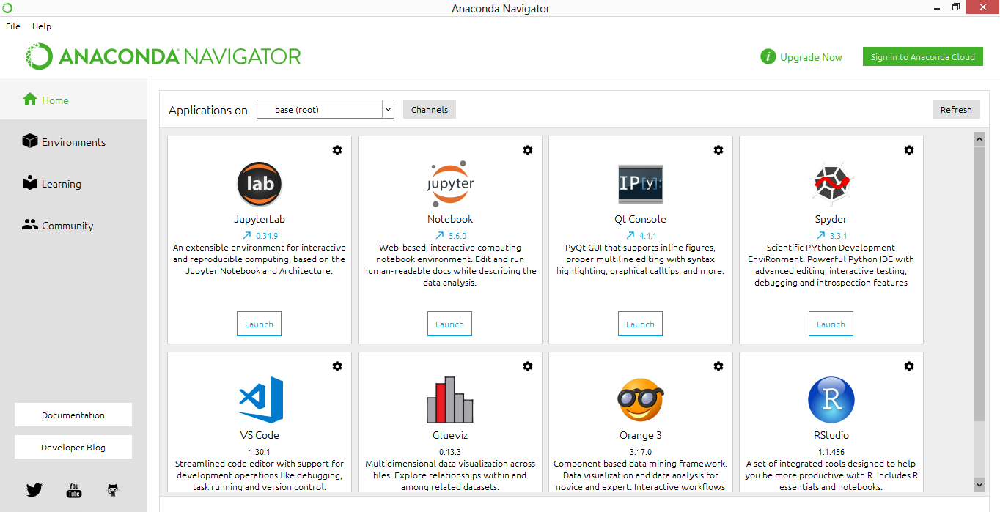 Anaconda Navigator
File Help
ANACONDA NAVIGATOR
i Upgrade Now Sign in to Anaconda Cloud
Home
Environments
Learning
Community
Documentation
Developer Blog
You
Tube
Applications on base (root) Channels Refresh
lab
JupyterLab
0.34.9
An extensible environment for interactive
and reproducible computing, based on the
Jupyter Notebook and Architecture.
Launch
jupyter
Notebook
5.6.0
Web-based, interactive computing
notebook environment. Edit and run
human-readable docs while describing the
data analysis.
Launch
IP[y]:
Qt Console
4.4.1
PyQt GUI that supports inline figures,
proper multiline editing with syntax
highlighting, graphical calltips, and more.
Launch
Spyder
3.3.1
Scientific PYthon Development
EnviRonment. Powerful Python IDE with
advanced editing, interactive testing,
debugging and introspection features
Launch
VS Code
1.30.1
Streamlined code editor with support for
development operations like debugging,
task running and version control.
Glueviz
0.13.3
Multidimensional data visualization across
files. Explore relationships within and
among related datasets.
Orange 3
3.17.0
Component based data mining framework.
Data visualization and data analysis for
novice and expert. Interactive workflows
R
RStudio
1.1.456
A set of integrated tools designed to help
you be more productive with R. Includes R
essentials and notebooks.